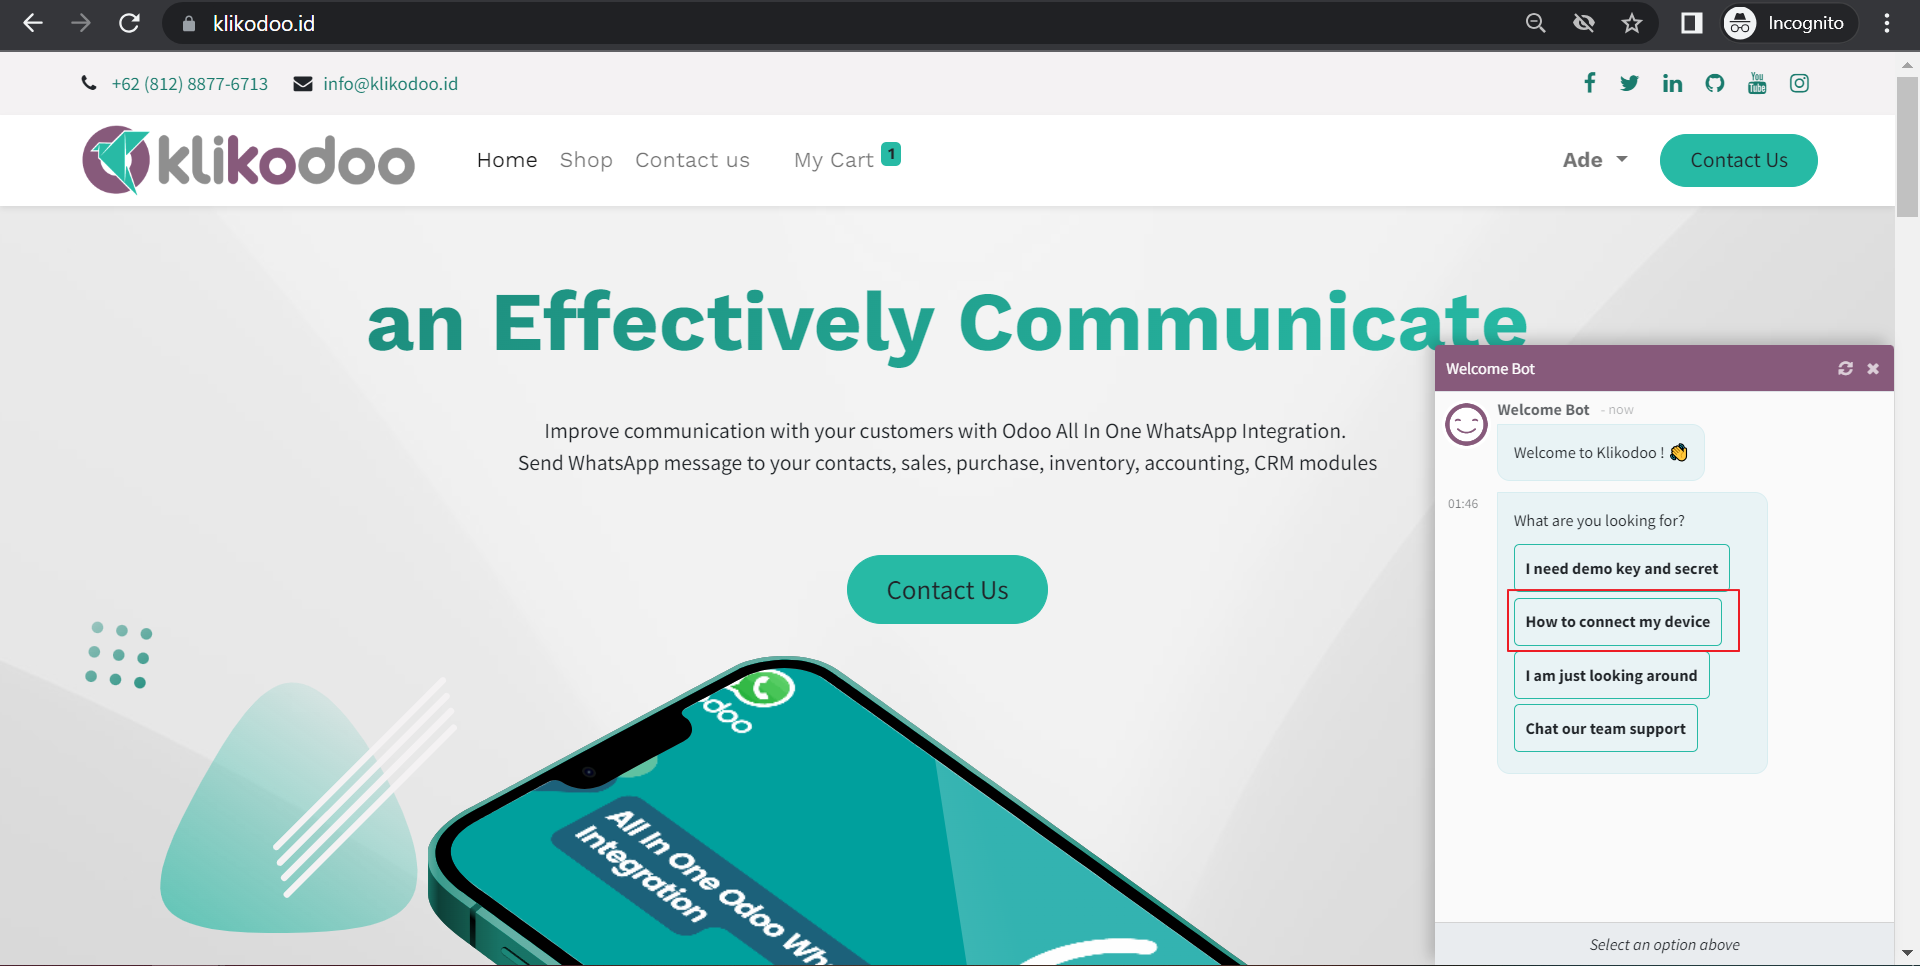 klikodoo.id
Incognito
+62 (812) 8877-6713
info@klikodoo.id
You
Tube
klikodoo
Home
Shop
Contact us
My Cart 1
Ade
Contact Us
an Effectively Communicate
Improve communication with your customers with Odoo All In One WhatsApp Integration.
Send WhatsApp message to your contacts, sales, purchase, inventory, accounting, CRM modules
Contact Us
doo
All In One Odoo Wh
Integration
Welcome Bot
Welcome Bot - now
Welcome to Klikodoo !
01:46
What are you looking for?
I need demo key and secret
How to connect my device
I am just looking around
Chat our team support
Select an option above